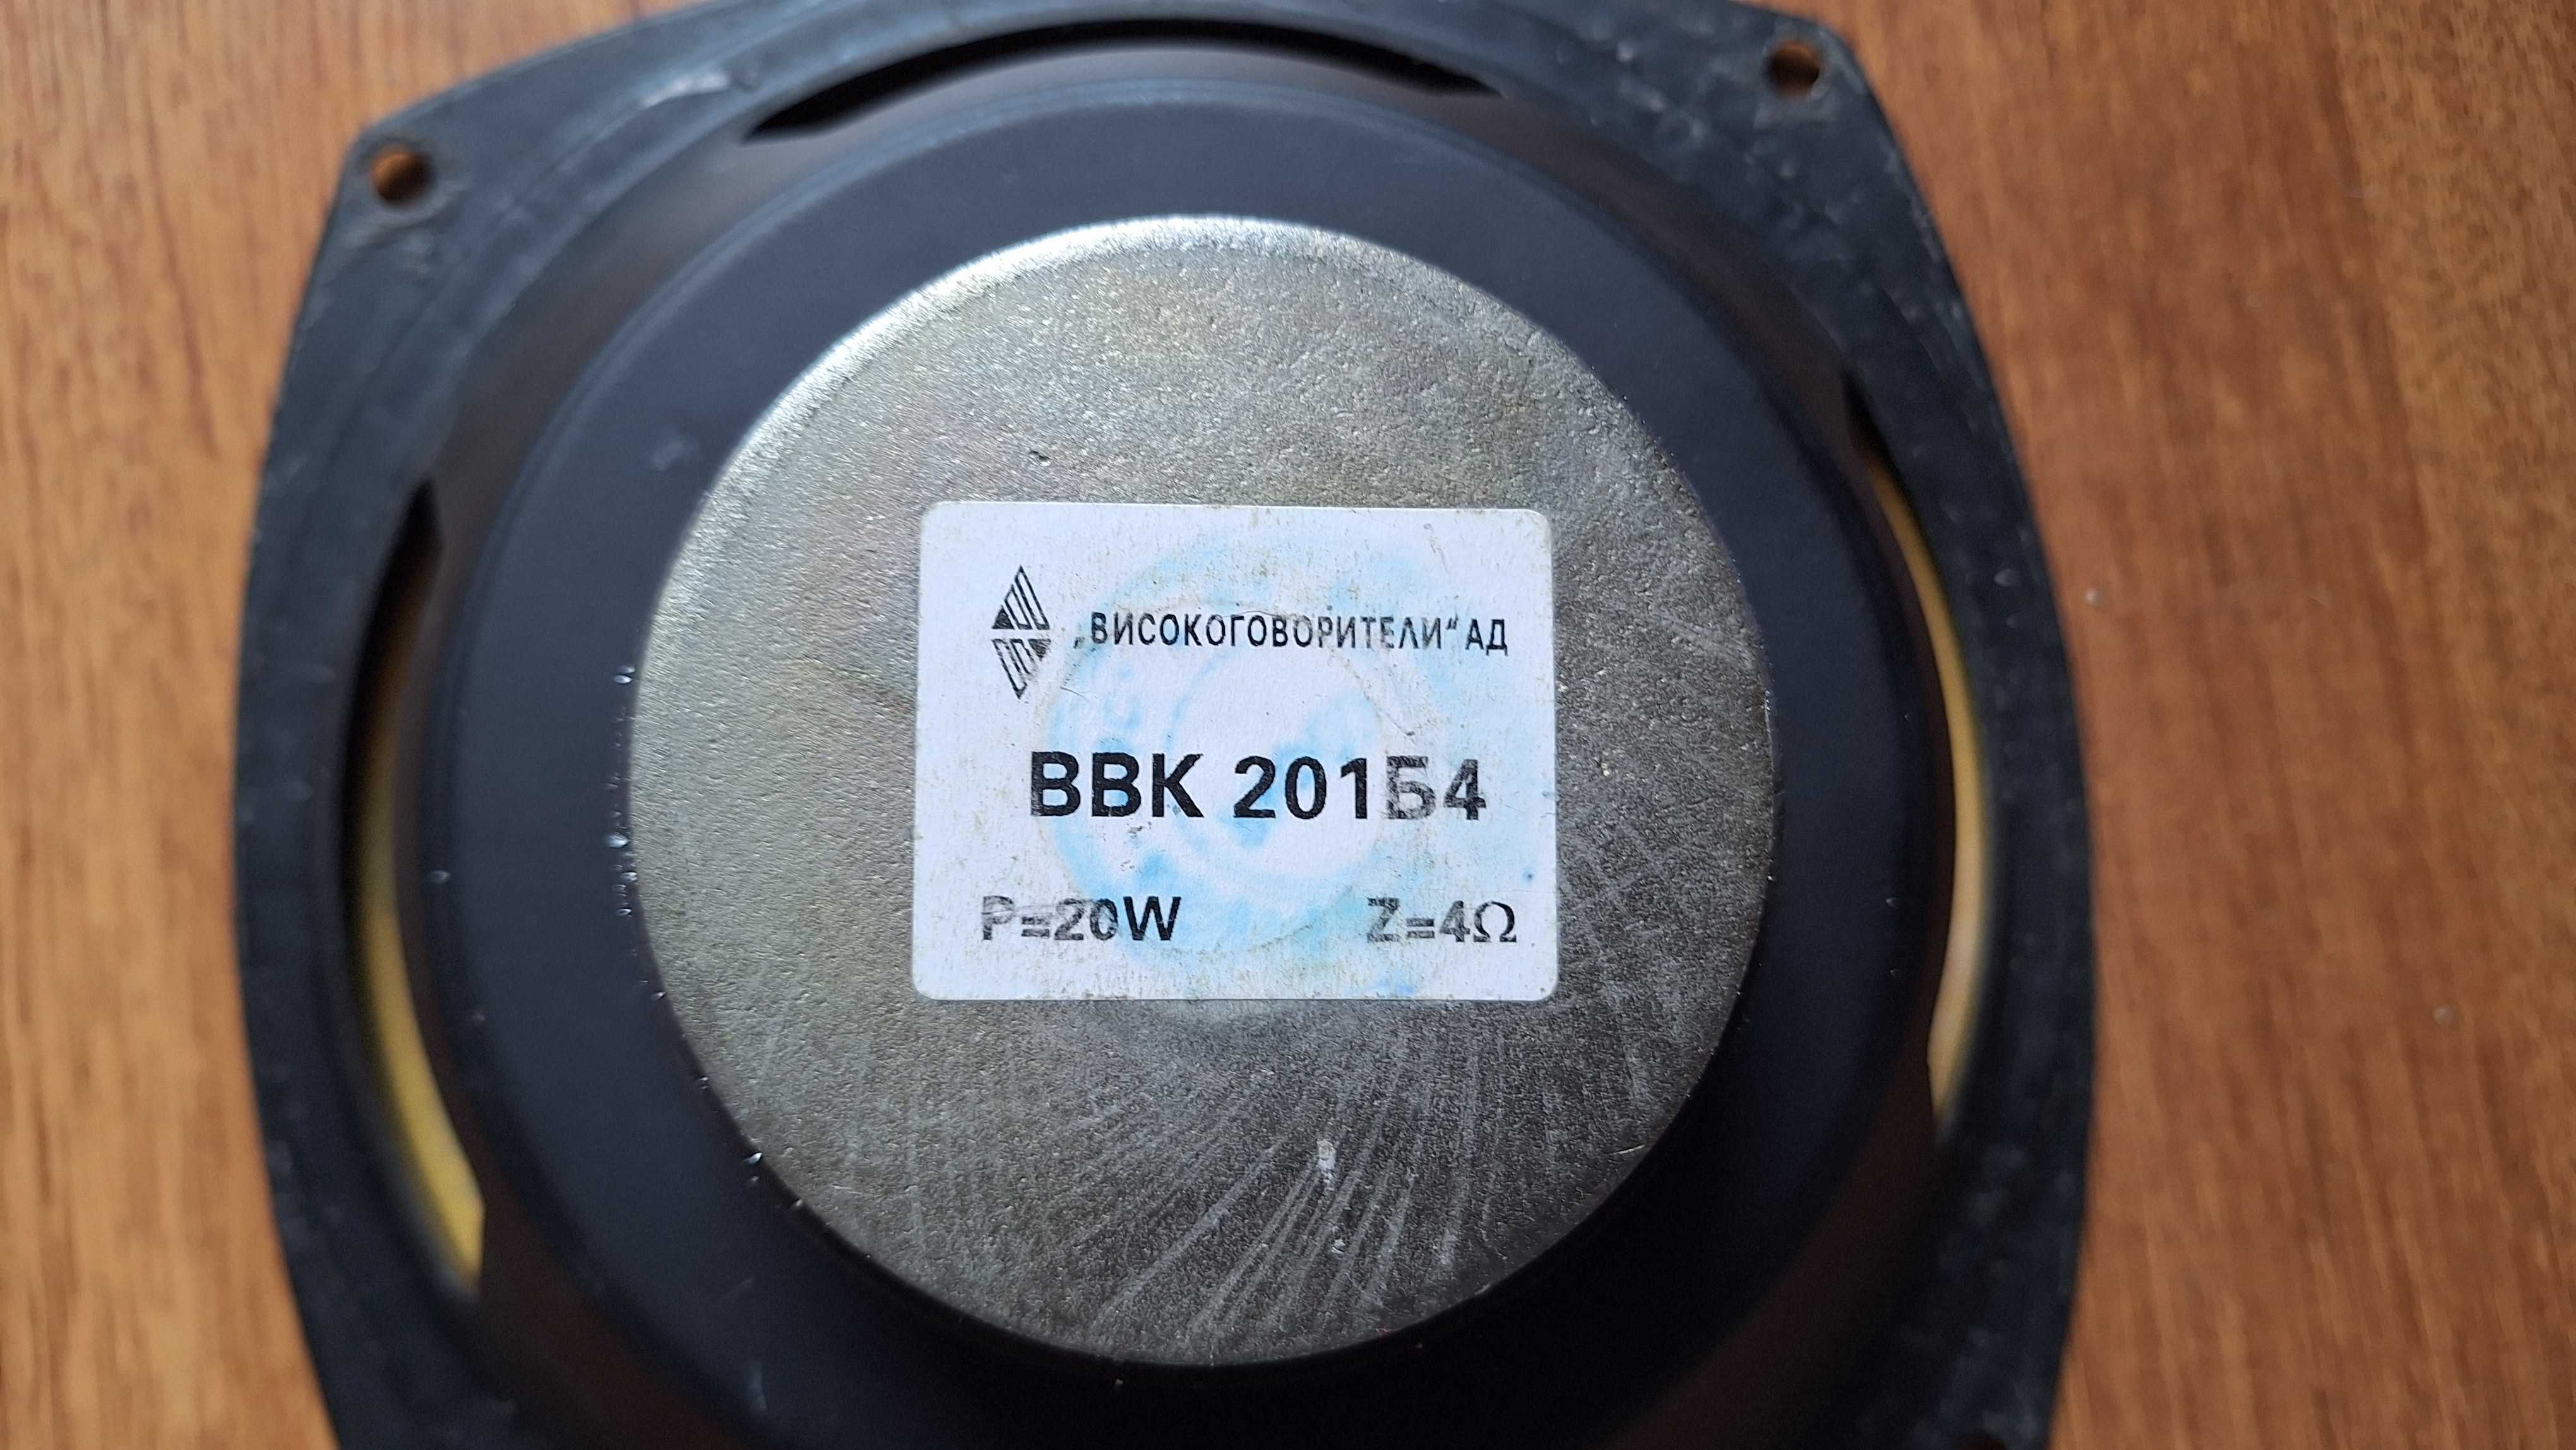 „ВИСОКОГОВОРИТЕЛИ“ АД
ВВК 201Б4
P=20W Z=4Ω